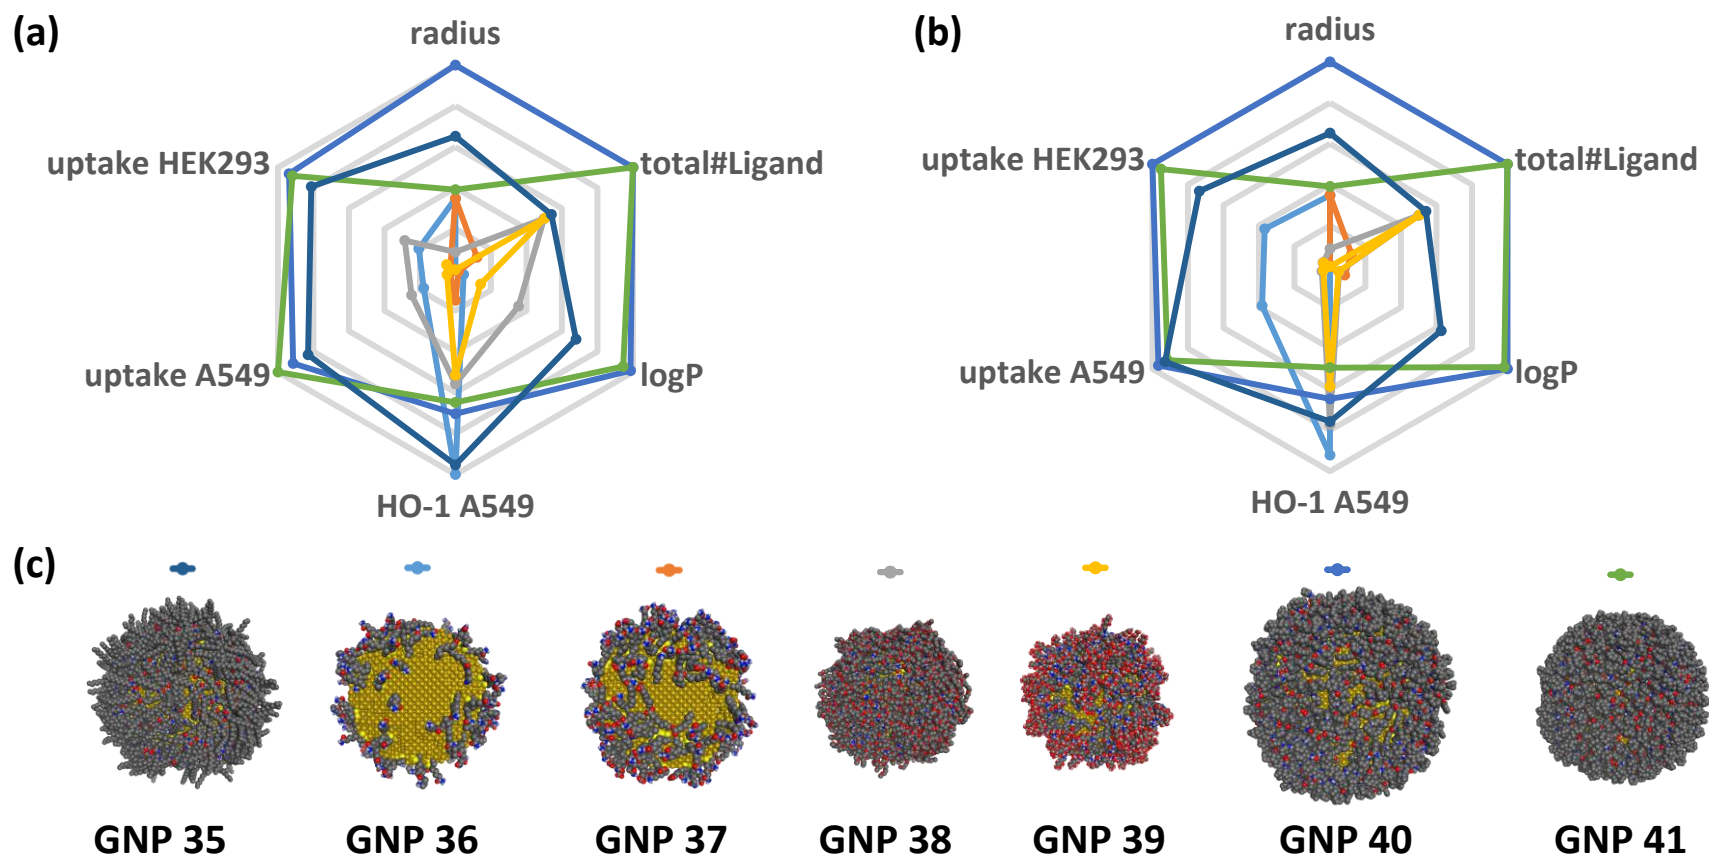 (a)
radius
uptake HEK293
total#Ligand
uptake A549
logP
HO-1 A549
(b)
radius
uptake HEK293
total#Ligand
uptake A549
logP
HO-1 A549
(c)
GNP 35
GNP 36
GNP 37
GNP 38
GNP 39
GNP 40
GNP 41